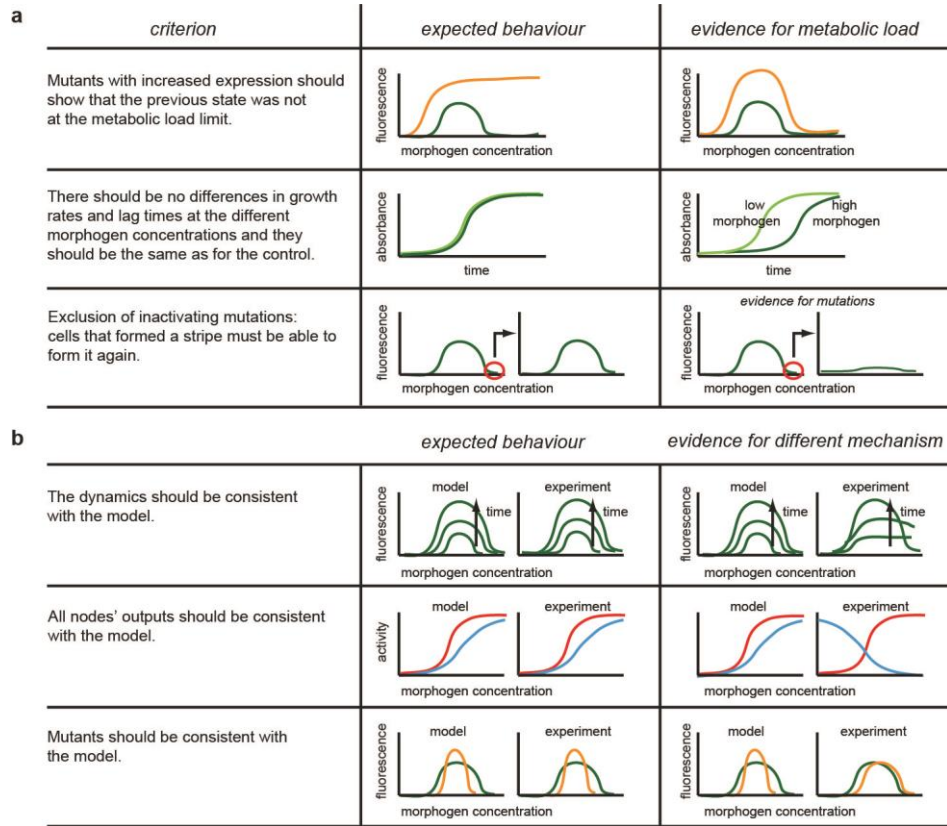 a
criterion
expected behaviour
evidence for metabolic load
Mutants with increased expression should
show that the previous state was not
at the metabolic load limit.
fluorescence
morphogen concentration
fluorescence
morphogen concentration
There should be no differences in growth
rates and lag times at the different
morphogen concentrations and they
should be the same as for the control.
absorbance
time
absorbance
low
morphogen
high
morphogen
time
Exclusion of inactivating mutations:
cells that formed a stripe must be able to
form it again.
fluorescence
morphogen concentration
evidence for mutations
fluorescence
morphogen concentration
b
expected behaviour
evidence for different mechanism
The dynamics should be consistent
with the model.
fluorescence
model
time
experiment
time
morphogen concentration
fluorescence
model
time
experiment
time
morphogen concentration
All nodes' outputs should be consistent
with the model.
activity
model
experiment
morphogen concentration
model
experiment
morphogen concentration
Mutants should be consistent with
the model.
fluorescence
model
experiment
morphogen concentration
fluorescence
model
experiment
morphogen concentration